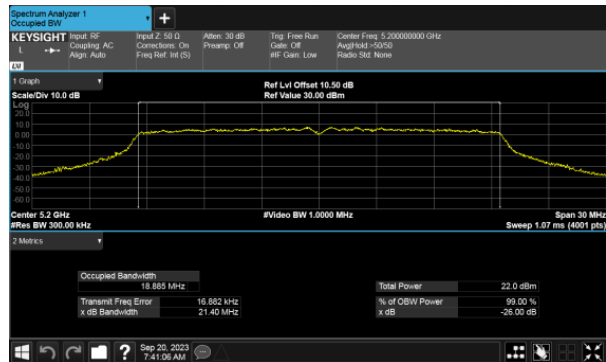 Spectrum Analyzer 1
Occupied BW
+
KEYSIGHT Input: RF Input Z: 50 Ω Atten: 30 dB Trig: Free Run Center Freq: 5.200000000 GHz
L Coupling: AC Corrections: On Preamp: Off Gate: Off Avg|Hold:>50/50
Align: Auto Freq Ref: Int (S) #IF Gain: Low Radio Std: None
LXI
1 Graph
Ref Lvl Offset 10.50 dB
Scale/Div 10.0 dB Ref Value 30.00 dBm
Log
20.0
10.0
0.00
-10.0
-20.0
-30.0
-40.0
-50.0
-60.0
Center 5.2 GHz #Video BW 1.0000 MHz Span 30 MHz
#Res BW 300.00 kHz Sweep 1.07 ms (4001 pts)
2 Metrics
Occupied Bandwidth
18.885 MHz Total Power 22.0 dBm
Transmit Freq Error 16.882 kHz % of OBW Power 99.00 %
x dB Bandwidth 21.40 MHz x dB -26.00 dB
? Sep 20, 2023
7:41:06 AM